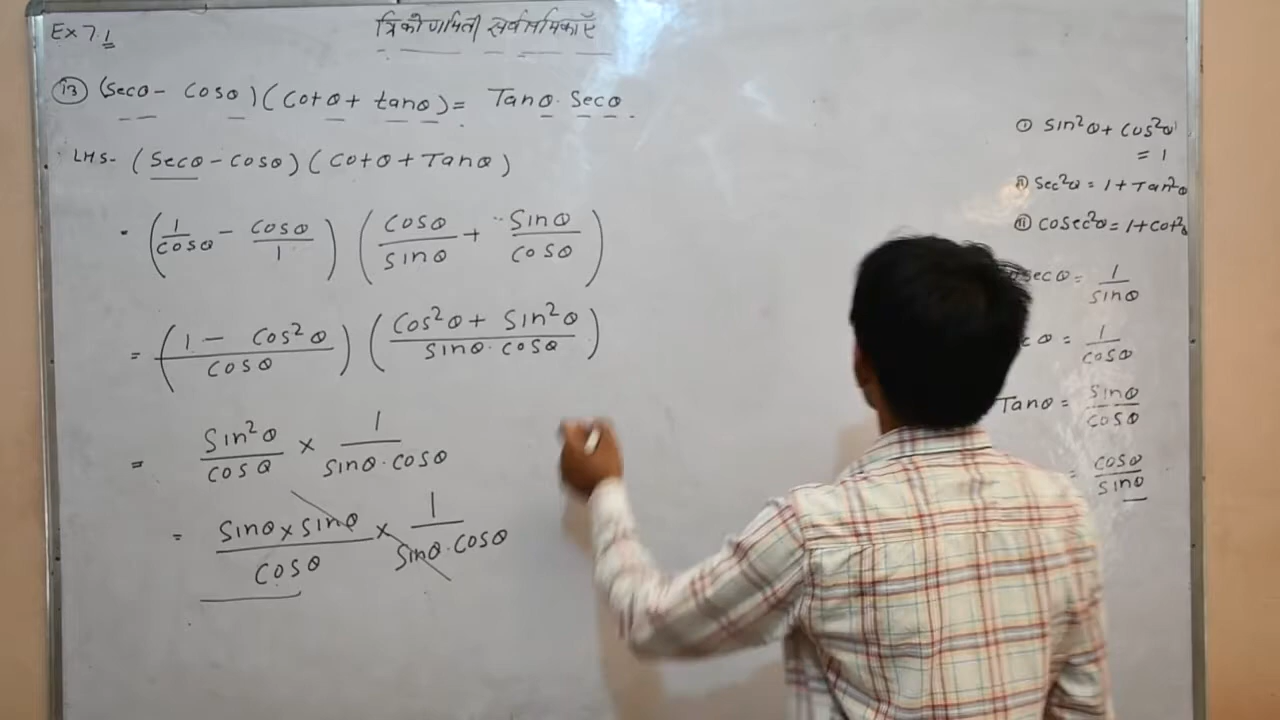 Ex 7.1
त्रिकोणमिती सर्वसमिकाएँ
13 (Secθ - Cosθ)(Cotθ + tanθ) = Tanθ. Secθ
LHS- (Secθ - cosθ)(Cotθ + Tanθ)
(1/cosθ - cosθ/1) (cosθ/sinθ + Sinθ/cosθ)
= (1 - Cos²θ/cosθ) (Cos²θ + Sin²θ/sinθ. cosθ)
= Sin²θ/cosθ × 1/sinθ.cosθ
= Sinθ × sinθ/cosθ × 1/Sinθ.cosθ
① Sin²θ + cos²θ
= 1
ⅱ Sec²θ = 1 + Tan²θ
ⅲ Cosec²θ = 1 + cot²θ
sec θ = 1/sinθ
θ = 1/cosθ
Tanθ = Sinθ/cosθ
= cosθ/sinθ